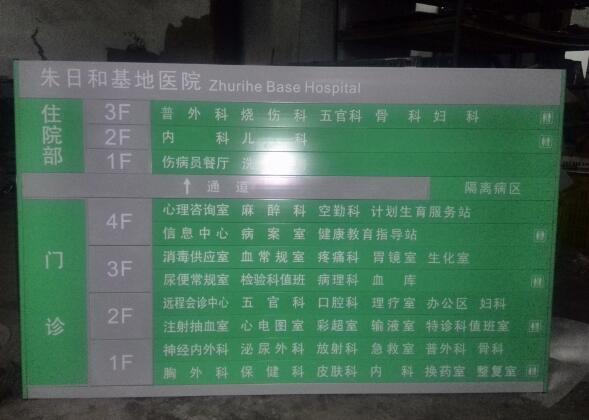 朱日和基地医院 Zhurihe Base Hospital
住院部
3F 普外科 烧伤科 五官科 骨科 妇科
2F 内科 儿科
1F 伤病员餐厅 洗
↑ 通道 隔离病区
门诊
4F 心理咨询室 麻醉科 空勤科 计划生育服务站
信息中心 病案室 健康教育指导站
3F 消毒供应室 血常规室 疼痛科 胃镜室 生化室
尿便常规室 检验科值班 病理科 血库
2F 远程会诊中心 五官科 口腔科 理疗室 办公区 妇科
注射抽血室 心电图室 彩超室 输液室 特诊科值班室
1F 神经内外科 泌尿外科 放射科 急救室 普外科 骨科
胸外科 保健科 皮肤科 内科 换药室 整复室